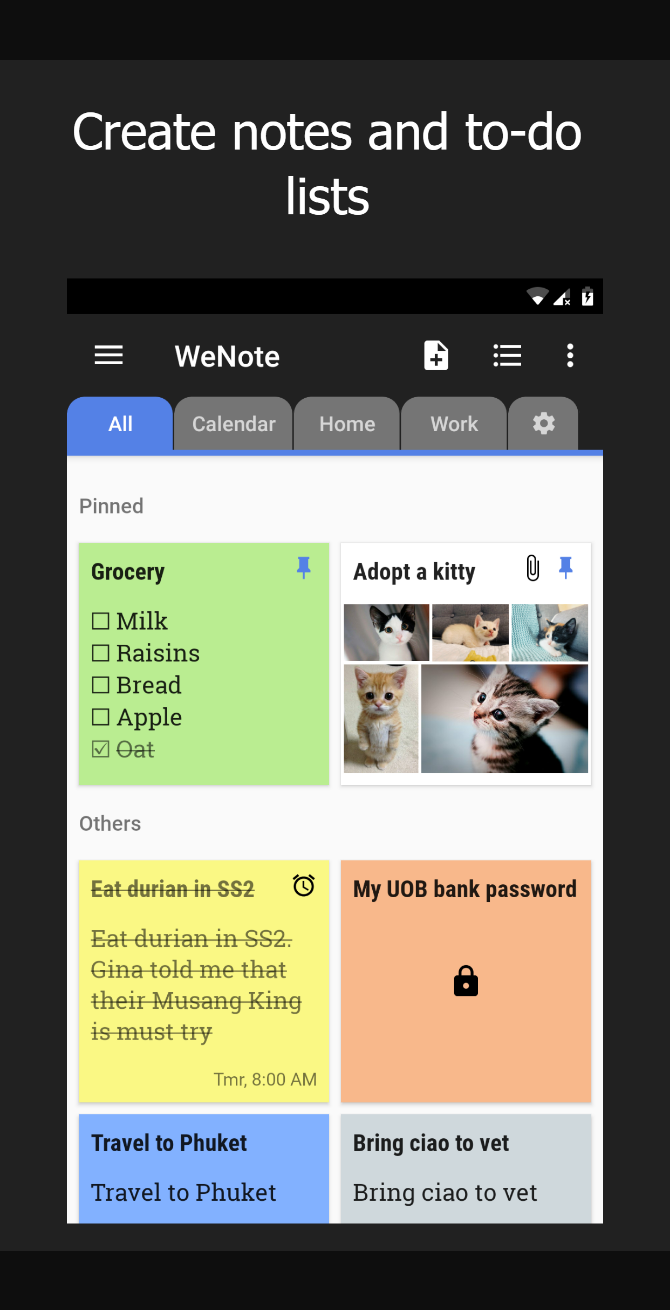 Create notes and to-do
lists
WeNote
All
Calendar
Home
Work
Pinned
Grocery
☐ Milk
☐ Raisins
☐ Bread
☐ Apple
☑ Oat
Adopt a kitty
Others
Eat durian in SS2
Eat durian in SS2.
Gina told me that
their Musang King
is must try
Tmr, 8:00 AM
My UOB bank password
Travel to Phuket
Travel to Phuket
Bring ciao to vet
Bring ciao to vet